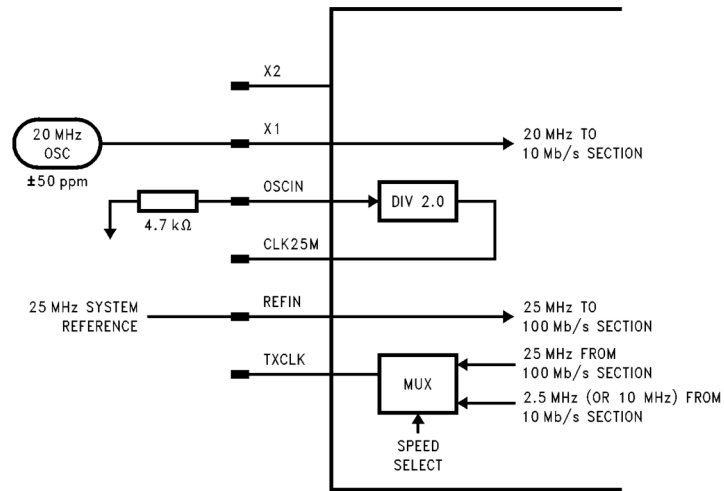 X2
X1
20 MHz
OSC
±50 ppm
20 MHz TO
10 Mb/s SECTION
OSCIN
4.7 kΩ
DIV 2.0
CLK25M
25 MHz SYSTEM
REFERENCE
REFIN
25 MHz TO
100 Mb/s SECTION
TXCLK
MUX
25 MHz FROM
100 Mb/s SECTION
2.5 MHz (OR 10 MHz) FROM
10 Mb/s SECTION
SPEED
SELECT